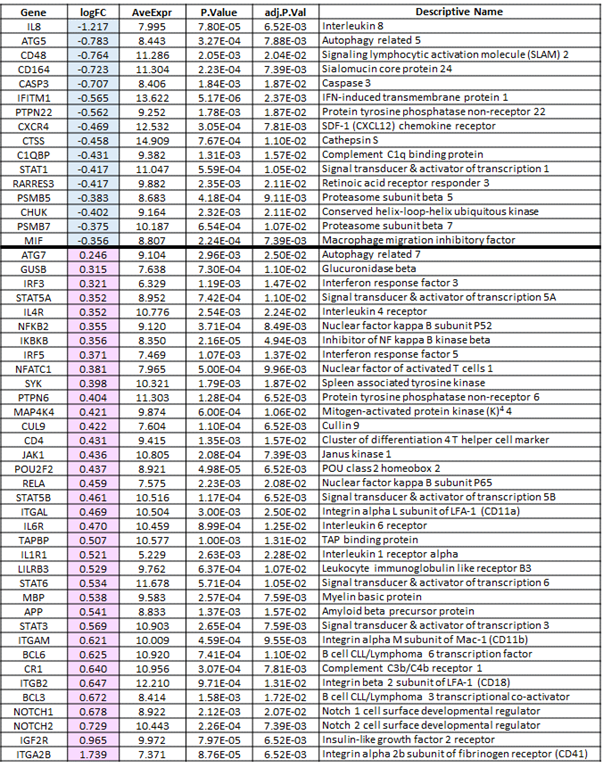 Gene logFC AveExpr P.Value adj.P.Val Descriptive Name
IL8 -1.217 7.995 7.80E-05 6.52E-03 Interleukin 8
ATG5 -0.783 8.443 3.27E-04 7.88E-03 Autophagy related 5
CD48 -0.764 11.286 2.05E-03 2.04E-02 Signaling lymphocytic activation molecule (SLAM) 2
CD164 -0.723 11.304 2.23E-04 7.39E-03 Sialomucin core protein 24
CASP3 -0.707 8.406 1.84E-03 1.87E-02 Caspase 3
IFITM1 -0.565 13.622 5.17E-06 2.37E-03 IFN-induced transmembrane protein 1
PTPN22 -0.562 9.252 1.78E-03 1.87E-02 Protein tyrosine phosphatase non-receptor 22
CXCR4 -0.469 12.532 3.05E-04 7.81E-03 SDF-1 (CXCL12) chemokine receptor
CTSS -0.458 14.909 7.67E-04 1.10E-02 Cathepsin S
C1QBP -0.431 9.382 1.31E-03 1.57E-02 Complement C1q binding protein
STAT1 -0.417 11.047 5.59E-04 1.05E-02 Signal transducer & activator of transcription 1
RARRES3 -0.417 9.882 2.35E-03 2.11E-02 Retinoic acid receptor responder 3
PSMB5 -0.383 8.683 4.18E-04 9.11E-03 Proteasome subunit beta 5
CHUK -0.402 9.164 2.32E-03 2.11E-02 Conserved helix-loop-helix ubiquitous kinase
PSMB7 -0.375 10.187 6.54E-04 1.07E-02 Proteasome subunit beta 7
MIF -0.356 8.807 2.24E-04 7.39E-03 Macrophage migration inhibitory factor
ATG7 0.246 9.104 2.96E-03 2.50E-02 Autophagy related 7
GUSB 0.315 7.638 7.30E-04 1.10E-02 Glucuronidase beta
IRF3 0.321 6.329 1.19E-03 1.47E-02 Interferon response factor 3
STAT5A 0.352 8.952 7.42E-04 1.10E-02 Signal transducer & activator of transcription 5A
IL4R 0.352 10.776 2.54E-03 2.24E-02 Interleukin 4 receptor
NFKB2 0.355 9.120 3.71E-04 8.49E-03 Nuclear factor kappa B subunit P52
IKBKB 0.356 8.350 2.16E-05 4.94E-03 Inhibitor of NF kappa B kinase beta
IRF5 0.371 7.469 1.07E-03 1.37E-02 Interferon response factor 5
NFATC1 0.381 7.965 5.00E-04 9.96E-03 Nuclear factor of activated T cells 1
SYK 0.398 10.321 1.79E-03 1.87E-02 Spleen associated tyrosine kinase
PTPN6 0.404 11.303 1.28E-04 6.52E-03 Protein tyrosine phosphatase non-receptor 6
MAP4K4 0.421 9.874 6.00E-04 1.06E-02 Mitogen-activated protein kinase (K)⁴ 4
CUL9 0.422 7.604 1.10E-04 6.52E-03 Cullin 9
CD4 0.431 9.415 1.35E-03 1.57E-02 Cluster of differentiation 4 T helper cell marker
JAK1 0.436 10.805 2.08E-04 7.39E-03 Janus kinase 1
POU2F2 0.437 8.921 4.98E-05 6.52E-03 POU class 2 homeobox 2
RELA 0.459 7.575 2.23E-03 2.08E-02 Nuclear factor kappa B subunit P65
STAT5B 0.461 10.516 1.17E-04 6.52E-03 Signal transducer & activator of transcription 5B
ITGAL 0.469 10.504 3.00E-03 2.50E-02 Integrin alpha L subunit of LFA-1 (CD11a)
IL6R 0.470 10.459 8.99E-04 1.25E-02 Interleukin 6 receptor
TAPBP 0.507 10.577 1.00E-03 1.31E-02 TAP binding protein
IL1R1 0.521 5.229 2.63E-03 2.28E-02 Interleukin 1 receptor alpha
LILRB3 0.529 9.762 6.37E-04 1.07E-02 Leukocyte immunoglobulin like receptor B3
STAT6 0.534 11.678 5.71E-04 1.05E-02 Signal transducer & activator of transcription 6
MBP 0.538 9.583 2.57E-04 7.59E-03 Myelin basic protein
APP 0.541 8.833 1.37E-03 1.57E-02 Amyloid beta precursor protein
STAT3 0.569 10.903 2.65E-04 7.59E-03 Signal transducer & activator of transcription 3
ITGAM 0.621 10.009 4.59E-04 9.55E-03 Integrin alpha M subunit of Mac-1 (CD11b)
BCL6 0.625 10.920 7.41E-04 1.10E-02 B cell CLL/Lymphoma 6 transcription factor
CR1 0.640 10.956 3.07E-04 7.81E-03 Complement C3b/C4b receptor 1
ITGB2 0.647 12.210 9.71E-04 1.31E-02 Integrin beta 2 subunit of LFA-1 (CD18)
BCL3 0.672 8.414 1.58E-03 1.72E-02 B cell CLL/Lymphoma 3 transcriptional co-activator
NOTCH1 0.678 8.922 2.12E-03 2.07E-02 Notch 1 cell surface developmental regulator
NOTCH2 0.729 10.443 2.26E-04 7.39E-03 Notch 2 cell surface developmental regulator
IGF2R 0.965 9.972 7.97E-05 6.52E-03 Insulin-like growth factor 2 receptor
ITGA2B 1.739 7.371 8.76E-05 6.52E-03 Integrin alpha 2b subunit of fibrinogen receptor (CD41)